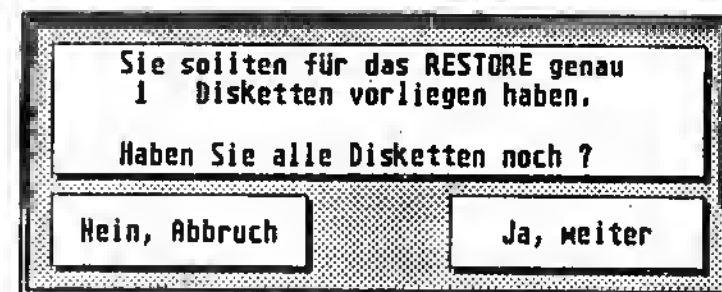 Sie sollten für das RESTORE genau
1 Disketten vorliegen haben.
Haben Sie alle Disketten noch ?
Nein, Abbruch
Ja, weiter